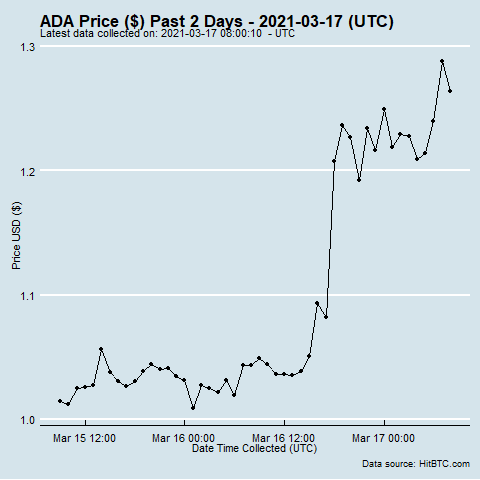 ADA Price ($) Past 2 Days - 2021-03-17 (UTC)
Latest data collected on: 2021-03-17 08:00:10  - UTC
1.3
1.2
1.1
1.0
Price USD ($)
Mar 15 12:00
Mar 16 00:00
Mar 16 12:00
Mar 17 00:00
Date Time Collected (UTC)
Data source: HitBTC.com